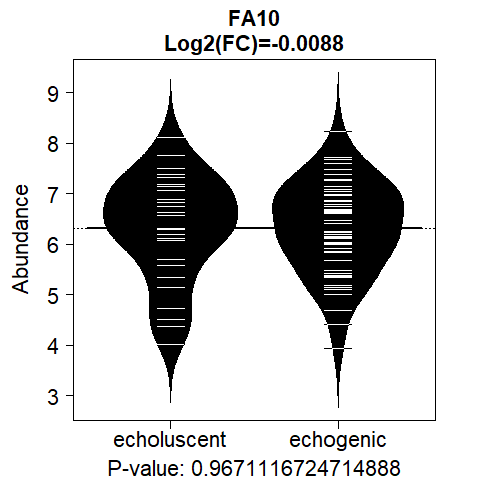 FA10
Log2(FC)=-0.0088
Abundance
9
8
7
6
5
4
3
echoluscent echogenic
P-value: 0.9671116724714888